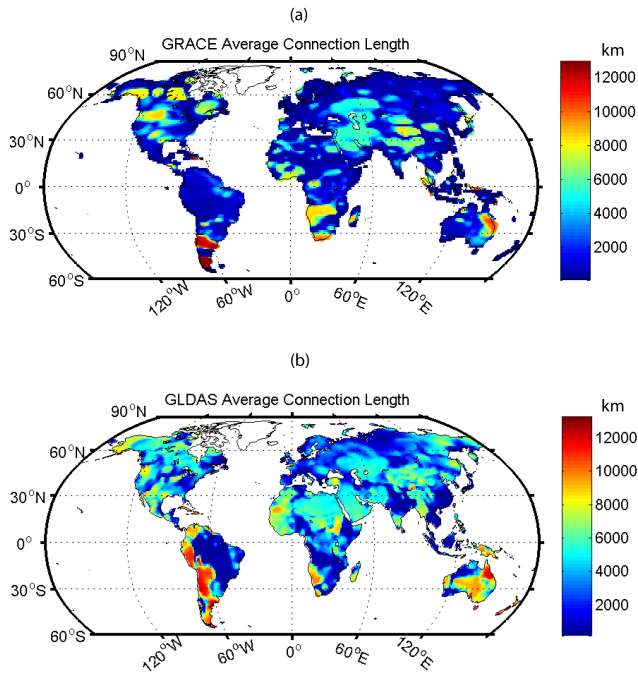 (a)
GRACE Average Connection Length
90°N
60°N
30°N
0°
30°S
60°S
120°W
60°W
0°
60°E
120°E
km
12000
10000
8000
6000
4000
2000
(b)
GLDAS Average Connection Length
90°N
60°N
30°N
0°
30°S
60°S
120°W
60°W
0°
60°E
120°E
km
12000
10000
8000
6000
4000
2000